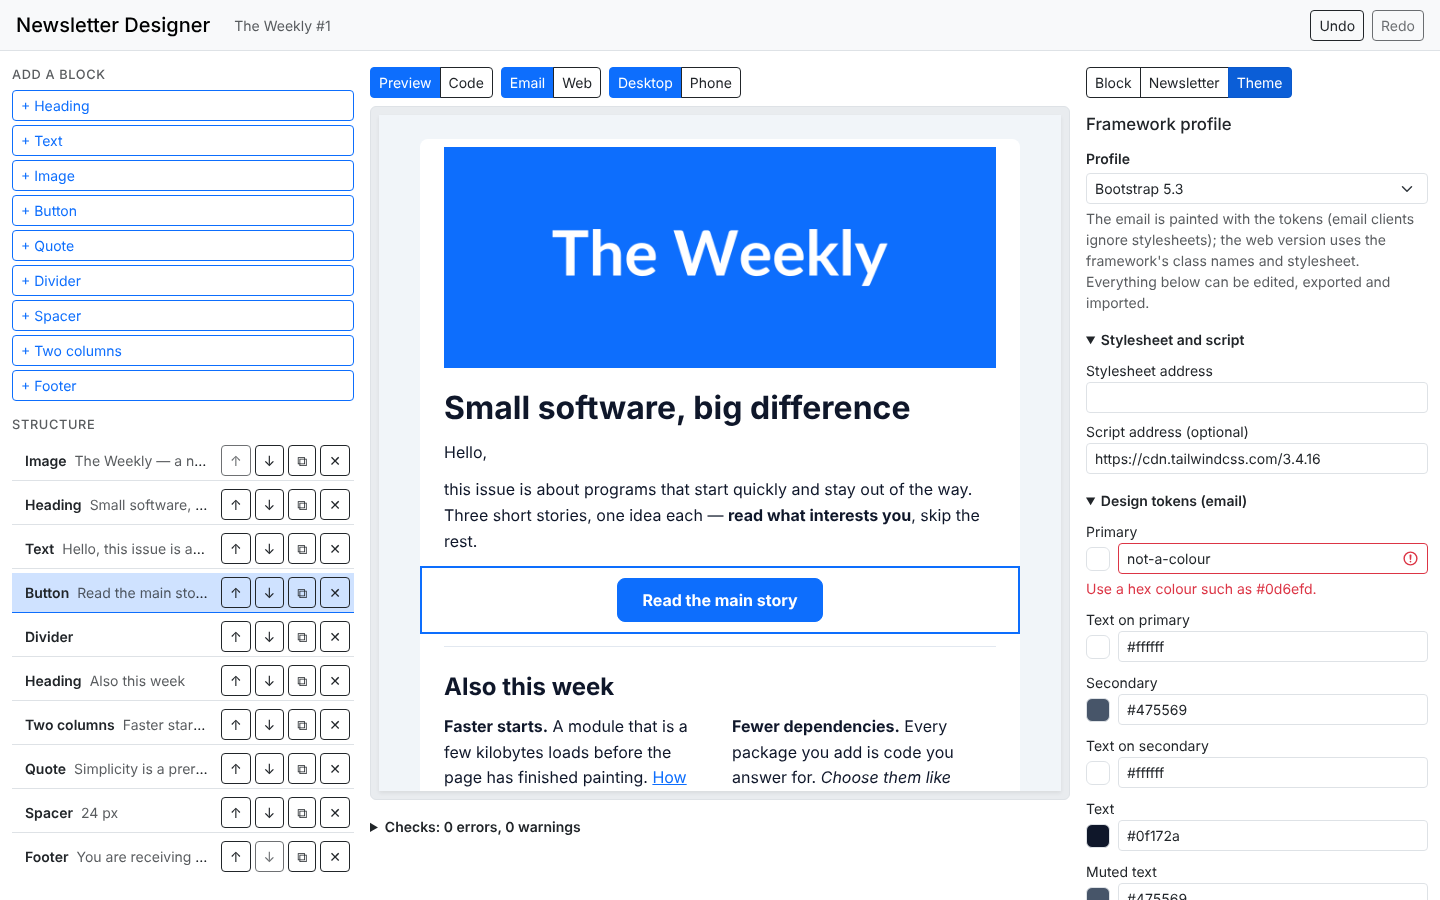 Newsletter Designer
The Weekly #1
Undo
Redo
ADD A BLOCK
+ Heading
+ Text
+ Image
+ Button
+ Quote
+ Divider
+ Spacer
+ Two columns
+ Footer
STRUCTURE
Image The Weekly — a n...
Heading Small software, ...
Text Hello, this issue is a...
Button Read the main sto...
Divider
Heading Also this week
Two columns Faster star...
Quote Simplicity is a prer...
Spacer 24 px
Footer You are receiving ...
Preview Code Email Web Desktop Phone
The Weekly
Small software, big difference
Hello,
this issue is about programs that start quickly and stay out of the way.
Three short stories, one idea each — read what interests you, skip the
rest.
Read the main story
Also this week
Faster starts. A module that is a
few kilobytes loads before the
page has finished painting. How
Fewer dependencies. Every
package you add is code you
answer for. Choose them like
Checks: 0 errors, 0 warnings
Block Newsletter Theme
Framework profile
Profile
Bootstrap 5.3
The email is painted with the tokens (email clients
ignore stylesheets); the web version uses the
framework's class names and stylesheet.
Everything below can be edited, exported and
imported.
Stylesheet and script
Stylesheet address
Script address (optional)
https://cdn.tailwindcss.com/3.4.16
Design tokens (email)
Primary
not-a-colour
Use a hex colour such as #0d6efd.
Text on primary
#ffffff
Secondary
#475569
Text on secondary
#ffffff
Text
#0f172a
Muted text
#475569